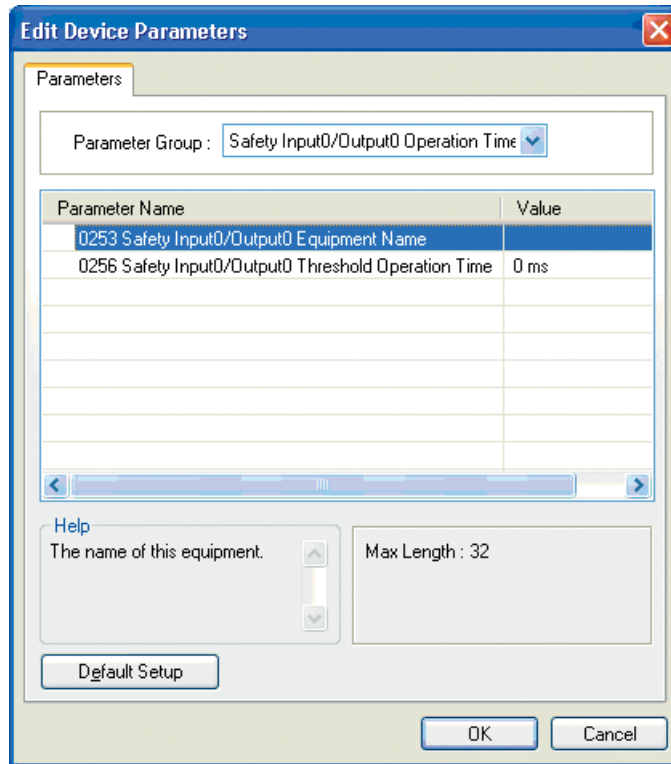 Edit Device Parameters
Parameters
Parameter Group : Safety Input0/Output0 Operation Time
Parameter Name Value
0253 Safety Input0/Output0 Equipment Name
0256 Safety Input0/Output0 Threshold Operation Time 0 ms
Help
The name of this equipment.
Max Length : 32
Default Setup
OK Cancel